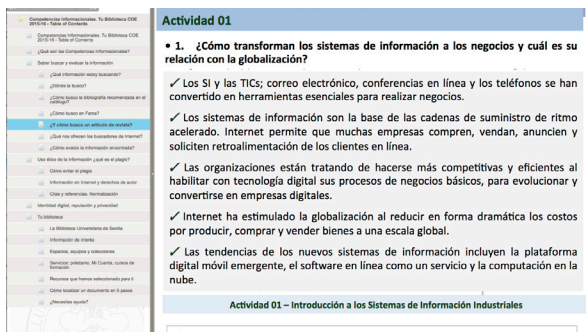 Competencias Informacionales. Tu Biblioteca COE
2015-16 - Table of Contents
Competencias Informacionales. Tu Biblioteca COE
2015-16 - Table of Contents
¿Qué son las Competencias Informacionales?
Saber buscar y evaluar la información
¿Qué información estoy buscando?
¿Dónde la busco?
¿Cómo busco la bibliografía recomendada en el
catálogo?
¿Cómo busco en Fama?
¿Y cómo busco un artículo de revista?
¿Qué nos ofrecen los buscadores de Internet?
¿Cómo evalúo la información encontrada?
Uso ético de la información ¿qué es el plagio?
Cómo evitar el plagio
Información en Internet y derechos de autor
Citas y referencias. Normalización
Identidad digital, reputación y privacidad
Tu biblioteca
La Biblioteca Universitaria de Sevilla
Información de interés
Espacios, equipos y colecciones
Servicios: préstamo, Mi Cuenta, cursos de
formación
Recursos que hemos seleccionado para ti
Cómo localizar un documento en 5 pasos
¿Necesitas ayuda?
Actividad 01
• 1. ¿Cómo transforman los sistemas de información a los negocios y cuál es su
relación con la globalización?
✓ Los SI y las TICs; correo electrónico, conferencias en línea y los teléfonos se han
convertido en herramientas esenciales para realizar negocios.
✓ Los sistemas de información son la base de las cadenas de suministro de ritmo
acelerado. Internet permite que muchas empresas compren, vendan, anuncien y
soliciten retroalimentación de los clientes en línea.
✓ Las organizaciones están tratando de hacerse más competitivas y eficientes al
habilitar con tecnología digital sus procesos de negocios básicos, para evolucionar y
convertirse en empresas digitales.
✓ Internet ha estimulado la globalización al reducir en forma dramática los costos
por producir, comprar y vender bienes a una escala global.
✓ Las tendencias de los nuevos sistemas de información incluyen la plataforma
digital móvil emergente, el software en línea como un servicio y la computación en la
nube.
Actividad 01 – Introducción a los Sistemas de Información Industriales